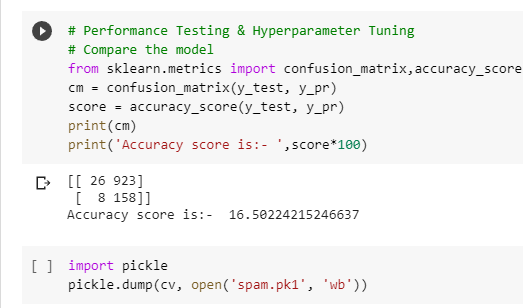 # Performance Testing & Hyperparameter Tuning
# Compare the model
from sklearn.metrics import confusion_matrix,accuracy_score
cm = confusion_matrix(y_test, y_pr)
score = accuracy_score(y_test, y_pr)
print(cm)
print('Accuracy score is:- ',score*100)
[[ 26 923]
[ 8 158]]
Accuracy score is:- 16.50224215246637
[ ] import pickle
pickle.dump(cv, open('spam.pk1', 'wb'))